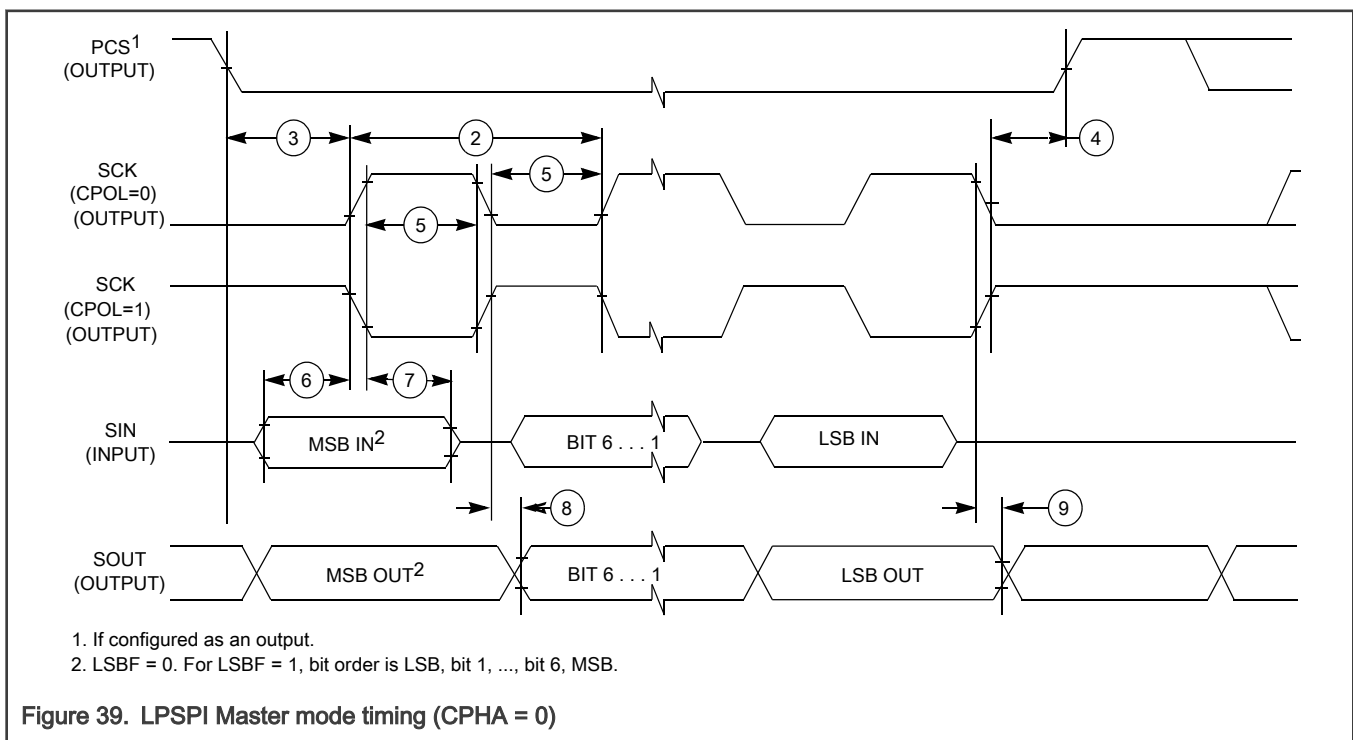 PCS1
(OUTPUT)
3
2
4
SCK
(CPOL=0)
(OUTPUT)
5
5
SCK
(CPOL=1)
(OUTPUT)
6
7
SIN
(INPUT)
MSB IN2
BIT 6 . . . 1
LSB IN
8
9
SOUT
(OUTPUT)
MSB OUT2
BIT 6 . . . 1
LSB OUT
1. If configured as an output.
2. LSBF = 0. For LSBF = 1, bit order is LSB, bit 1, ..., bit 6, MSB.
Figure 39. LPSPI Master mode timing (CPHA = 0)